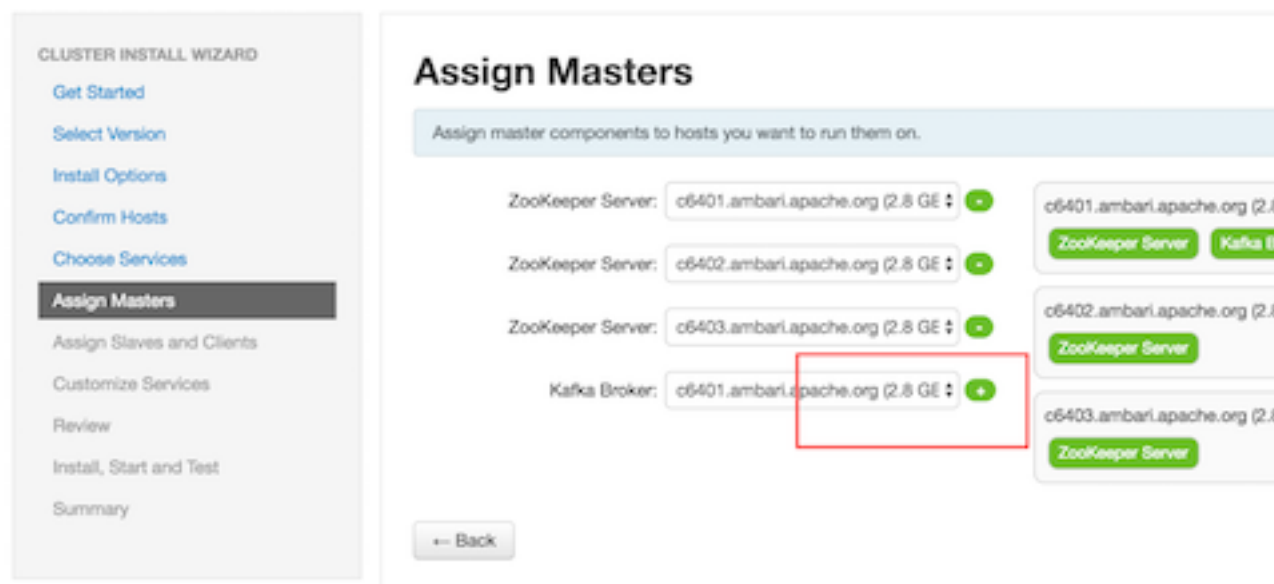 CLUSTER INSTALL WIZARD
Get Started
Select Version
Install Options
Confirm Hosts
Choose Services
Assign Masters
Assign Slaves and Clients
Customize Services
Review
Install, Start and Test
Summary
Assign Masters
Assign master components to hosts you want to run them on.
ZooKeeper Server: c6401.ambari.apache.org (2.8 GE -
ZooKeeper Server: c6402.ambari.apache.org (2.8 GE -
ZooKeeper Server: c6403.ambari.apache.org (2.8 GE -
Kafka Broker: c6401.ambari.apache.org (2.8 GE +
← Back
c6401.ambari.apache.org (2.8
ZooKeeper Server Kafka B
c6402.ambari.apache.org (2.8
ZooKeeper Server
c6403.ambari.apache.org (2.8
ZooKeeper Server